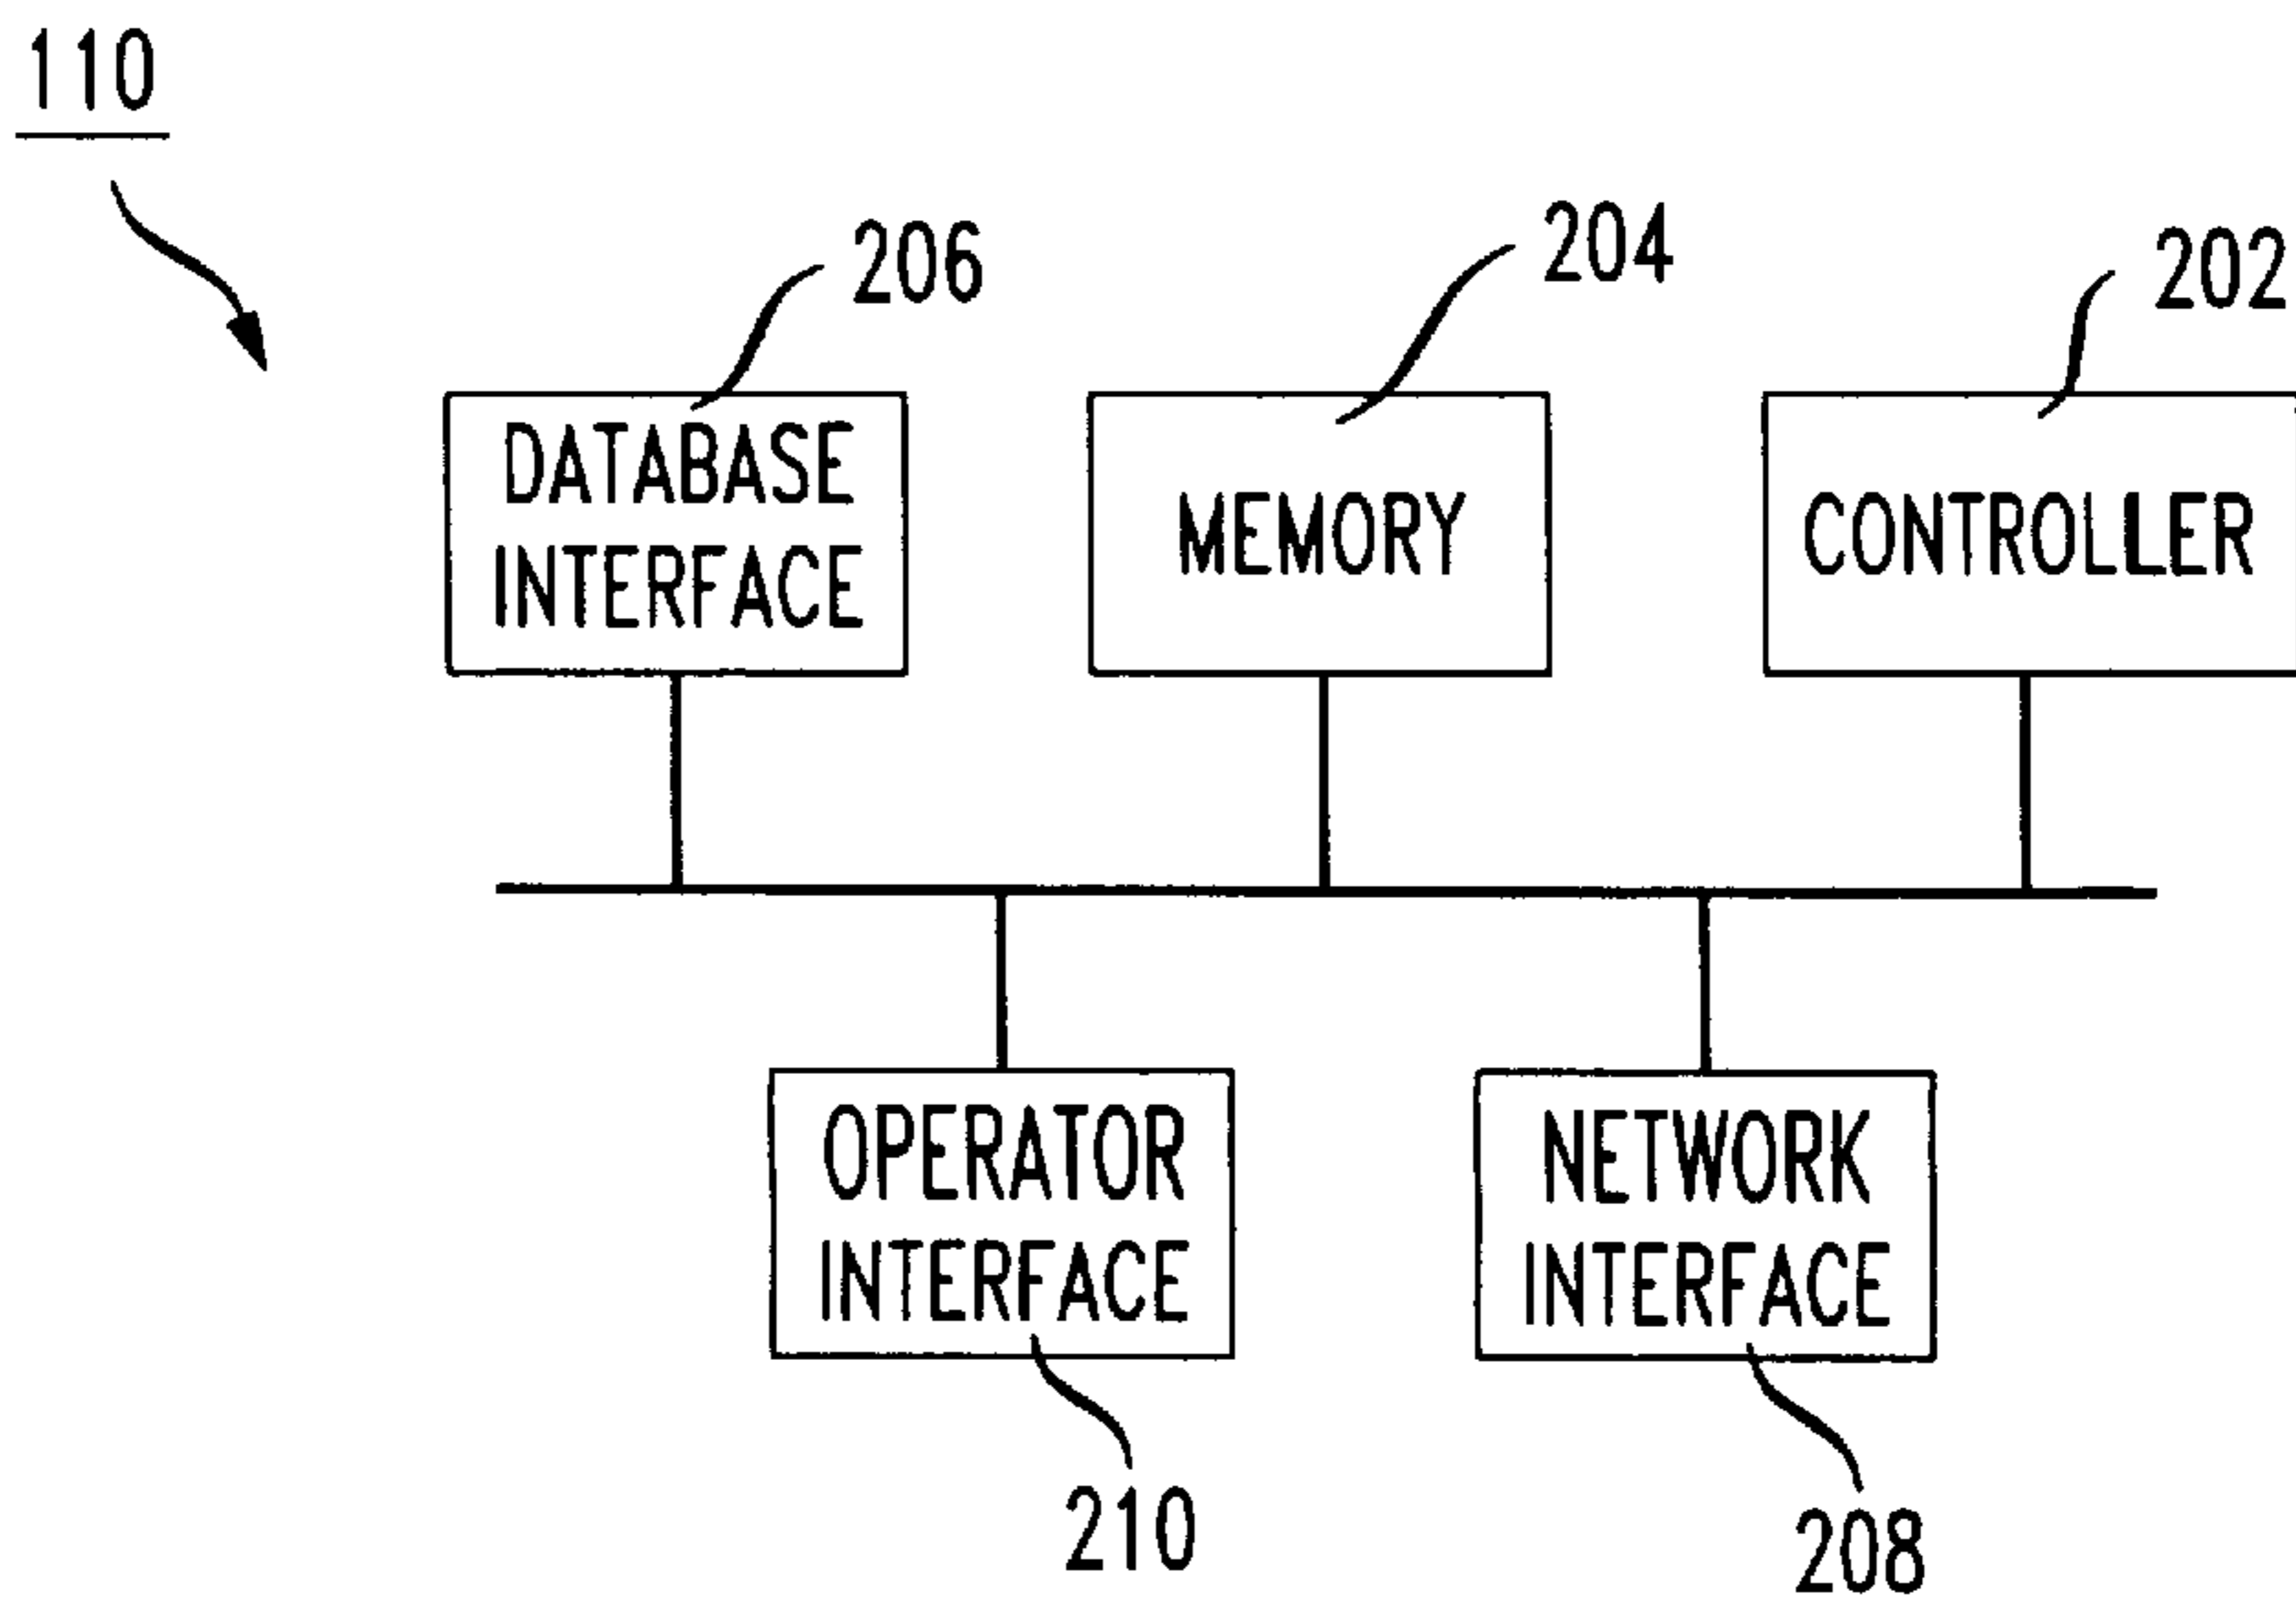 110
206
204
202
DATABASE
INTERFACE
MEMORY
CONTROLLER
OPERATOR
INTERFACE
NETWORK
INTERFACE
210
208